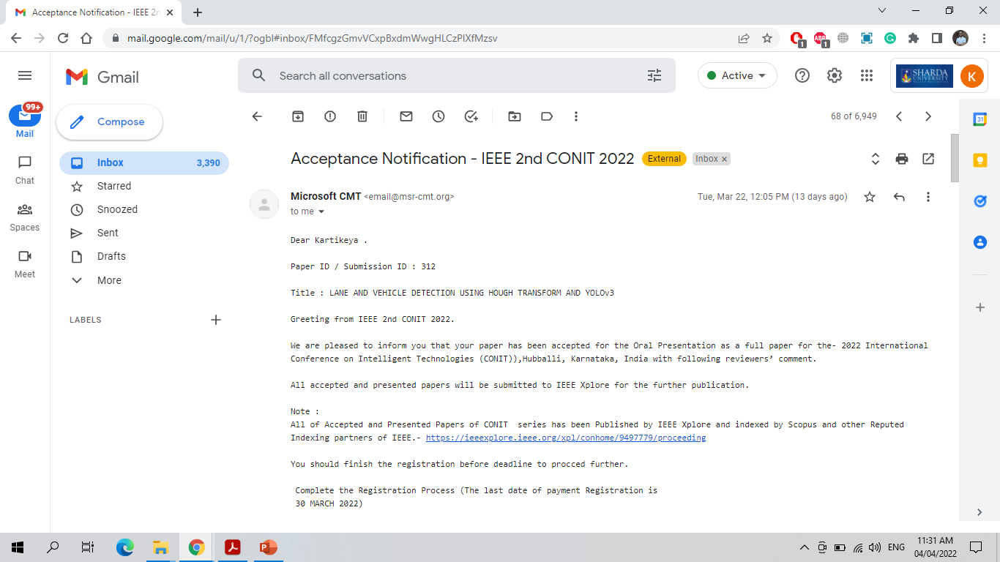 Acceptance Notification - IEEE 2n
mail.google.com/mail/u/1/?ogbl#inbox/FMfcgzGmvVCxpBxdmWwgHLCzPlXfMzsv
1
ABP
1
Gmail
Search all conversations
Active
SHARDA
UNIVERSITY
K
99+
Mail
Chat
Spaces
Meet
Compose
Inbox 3,390
Starred
Snoozed
Sent
Drafts
More
LABELS
68 of 6,949
31
Acceptance Notification - IEEE 2nd CONIT 2022 External Inbox ×
Microsoft CMT <email@msr-cmt.org> Tue, Mar 22, 12:05 PM (13 days ago)
to me
Dear Kartikeya .
Paper ID / Submission ID : 312
Title : LANE AND VEHICLE DETECTION USING HOUGH TRANSFORM AND YOLOv3
Greeting from IEEE 2nd CONIT 2022.
We are pleased to inform you that your paper has been accepted for the Oral Presentation as a full paper for the- 2022 International
Conference on Intelligent Technologies (CONIT)),Hubballi, Karnataka, India with following reviewers’ comment.
All accepted and presented papers will be submitted to IEEE Xplore for the further publication.
Note :
All of Accepted and Presented Papers of CONIT  series has been Published by IEEE Xplore and indexed by Scopus and other Reputed
Indexing partners of IEEE.- https://ieeexplore.ieee.org/xpl/conhome/9497779/proceeding
You should finish the registration before deadline to procced further.
Complete the Registration Process (The last date of payment Registration is
30 MARCH 2022)
ENG
11:31 AM
04/04/2022